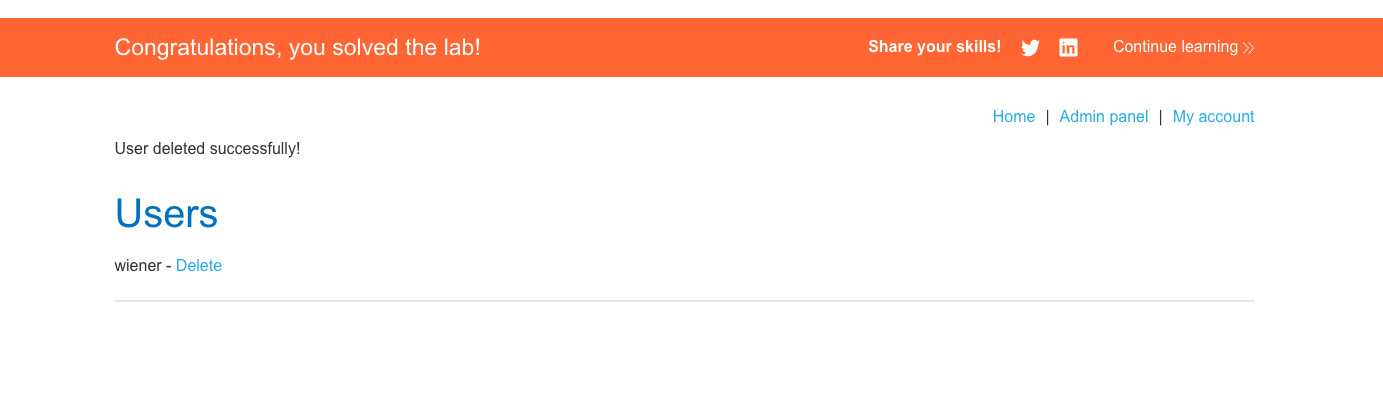 Congratulations, you solved the lab!
Share your skills!
Continue learning
Home | Admin panel | My account
User deleted successfully!
Users
wiener - Delete